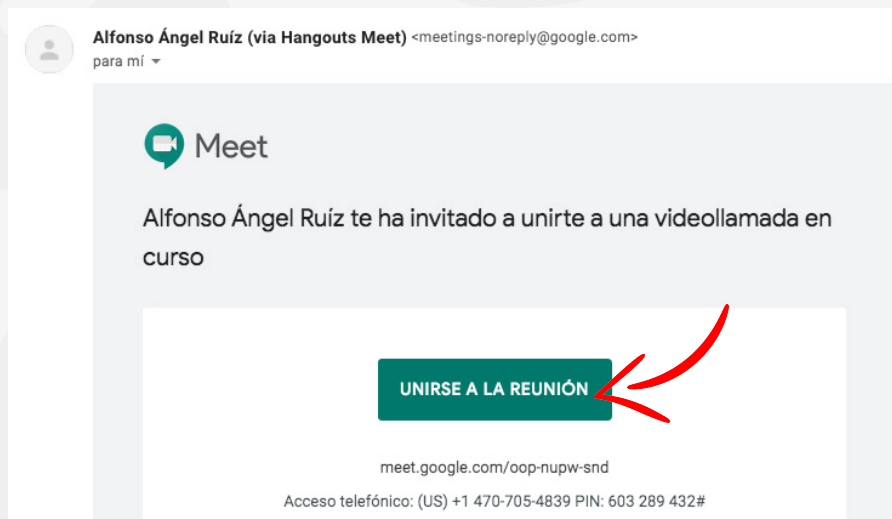 Alfonso Ángel Ruíz (via Hangouts Meet) <meetings-noreply@google.com>
para mí
Meet
Alfonso Ángel Ruíz te ha invitado a unirte a una videollamada en
curso
UNIRSE A LA REUNIÓN
meet.google.com/oop-nupw-snd
Acceso telefónico: (US) +1 470-705-4839 PIN: 603 289 432#